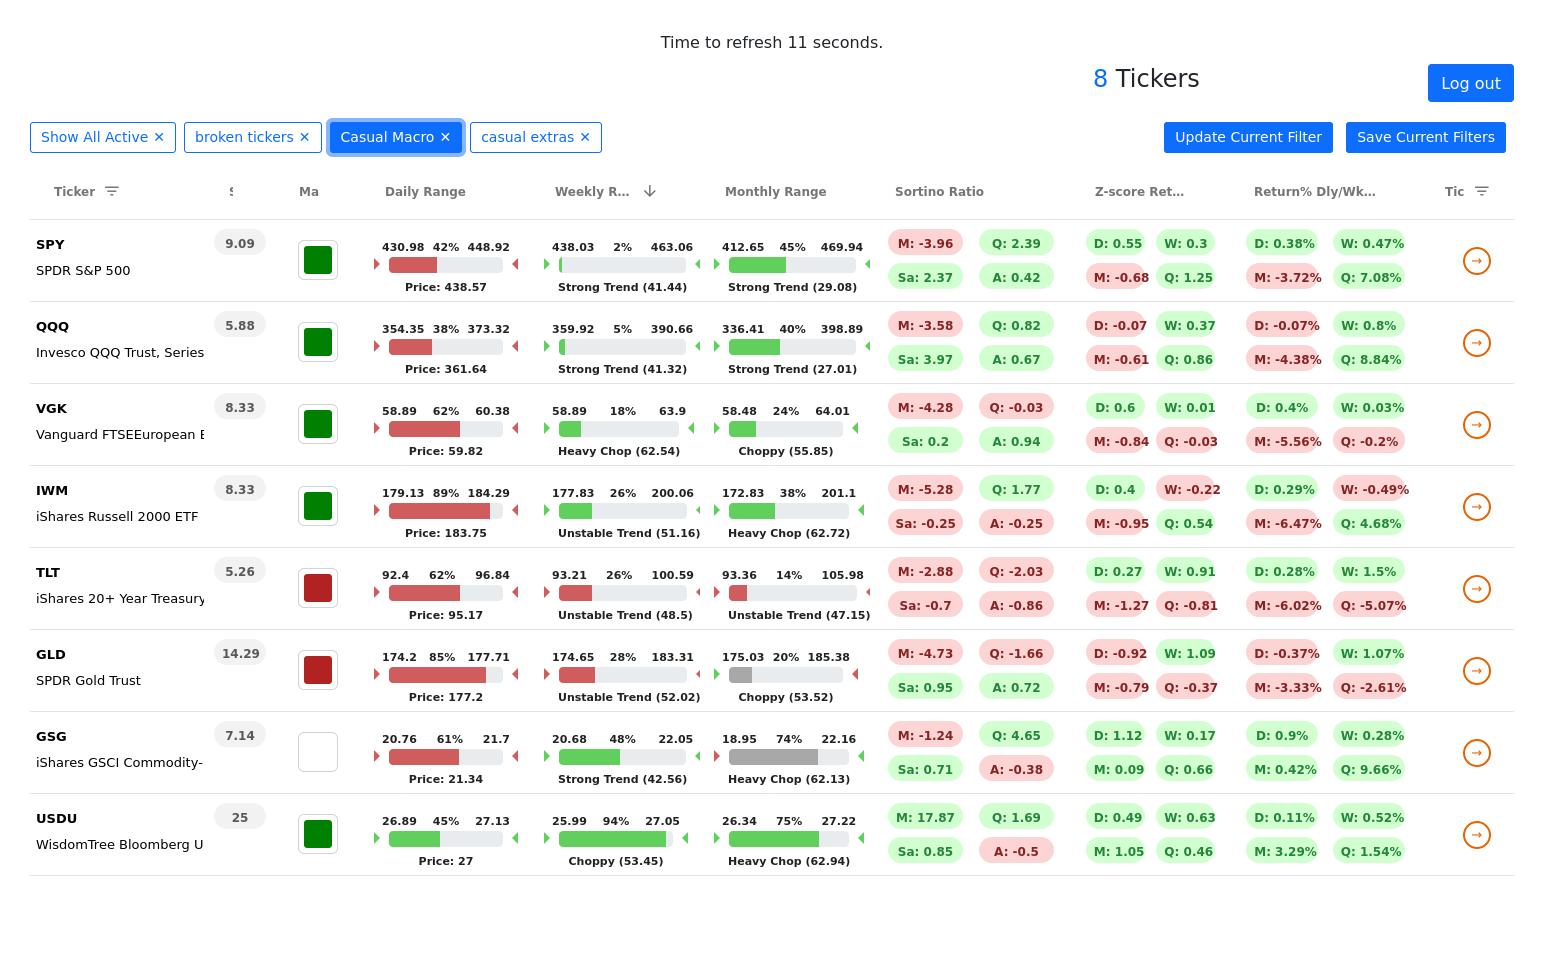 Time to refresh 11 seconds.
8 Tickers
Log out
Show All Active ✕ broken tickers ✕ Casual Macro ✕ casual extras ✕ Update Current Filter Save Current Filters
Ticker Ma Daily Range Weekly R... Monthly Range Sortino Ratio Z-score Ret... Return% Dly/Wk... Tic
SPY 9.09 430.98 42% 448.92 438.03 2% 463.06 412.65 45% 469.94 M: -3.96 Q: 2.39 D: 0.55 W: 0.3 D: 0.38% W: 0.47%
SPDR S&P 500 Price: 438.57 Strong Trend (41.44) Strong Trend (29.08) Sa: 2.37 A: 0.42 M: -0.68 Q: 1.25 M: -3.72% Q: 7.08%
QQQ 5.88 354.35 38% 373.32 359.92 5% 390.66 336.41 40% 398.89 M: -3.58 Q: 0.82 D: -0.07 W: 0.37 D: -0.07% W: 0.8%
Invesco QQQ Trust, Series Price: 361.64 Strong Trend (41.32) Strong Trend (27.01) Sa: 3.97 A: 0.67 M: -0.61 Q: 0.86 M: -4.38% Q: 8.84%
VGK 8.33 58.89 62% 60.38 58.89 18% 63.9 58.48 24% 64.01 M: -4.28 Q: -0.03 D: 0.6 W: 0.01 D: 0.4% W: 0.03%
Vanguard FTSEEuropean E Price: 59.82 Heavy Chop (62.54) Choppy (55.85) Sa: 0.2 A: 0.94 M: -0.84 Q: -0.03 M: -5.56% Q: -0.2%
IWM 8.33 179.13 89% 184.29 177.83 26% 200.06 172.83 38% 201.1 M: -5.28 Q: 1.77 D: 0.4 W: -0.22 D: 0.29% W: -0.49%
iShares Russell 2000 ETF Price: 183.75 Unstable Trend (51.16) Heavy Chop (62.72) Sa: -0.25 A: -0.25 M: -0.95 Q: 0.54 M: -6.47% Q: 4.68%
TLT 5.26 92.4 62% 96.84 93.21 26% 100.59 93.36 14% 105.98 M: -2.88 Q: -2.03 D: 0.27 W: 0.91 D: 0.28% W: 1.5%
iShares 20+ Year Treasury Price: 95.17 Unstable Trend (48.5) Unstable Trend (47.15) Sa: -0.7 A: -0.86 M: -1.27 Q: -0.81 M: -6.02% Q: -5.07%
GLD 14.29 174.2 85% 177.71 174.65 28% 183.31 175.03 20% 185.38 M: -4.73 Q: -1.66 D: -0.92 W: 1.09 D: -0.37% W: 1.07%
SPDR Gold Trust Price: 177.2 Unstable Trend (52.02) Choppy (53.52) Sa: 0.95 A: 0.72 M: -0.79 Q: -0.37 M: -3.33% Q: -2.61%
GSG 7.14 20.76 61% 21.7 20.68 48% 22.05 18.95 74% 22.16 M: -1.24 Q: 4.65 D: 1.12 W: 0.17 D: 0.9% W: 0.28%
iShares GSCI Commodity- Price: 21.34 Strong Trend (42.56) Heavy Chop (62.13) Sa: 0.71 A: -0.38 M: 0.09 Q: 0.66 M: 0.42% Q: 9.66%
USDU 25 26.89 45% 27.13 25.99 94% 27.05 26.34 75% 27.22 M: 17.87 Q: 1.69 D: 0.49 W: 0.63 D: 0.11% W: 0.52%
WisdomTree Bloomberg U Price: 27 Choppy (53.45) Heavy Chop (62.94) Sa: 0.85 A: -0.5 M: 1.05 Q: 0.46 M: 3.29% Q: 1.54%